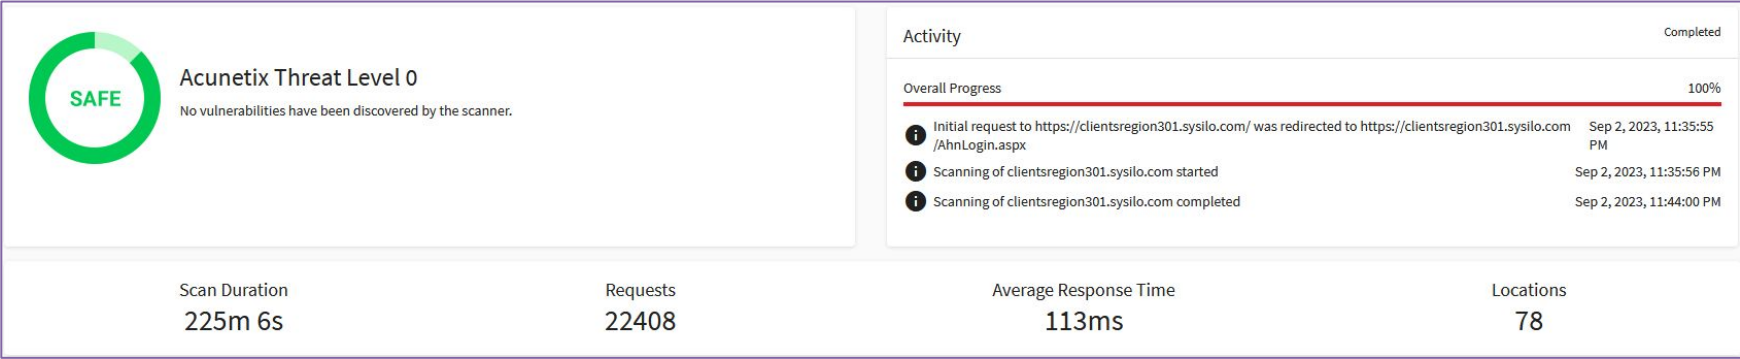 SAFE
Acunetix Threat Level 0
No vulnerabilities have been discovered by the scanner.
Activity
Completed
Overall Progress
100%
Initial request to https://clientsregion301.sysilo.com/ was redirected to https://clientsregion301.sysilo.com
/AhnLogin.aspx
Sep 2, 2023, 11:35:55
PM
Scanning of clientsregion301.sysilo.com started
Sep 2, 2023, 11:35:56 PM
Scanning of clientsregion301.sysilo.com completed
Sep 2, 2023, 11:44:00 PM
Scan Duration
225m 6s
Requests
22408
Average Response Time
113ms
Locations
78